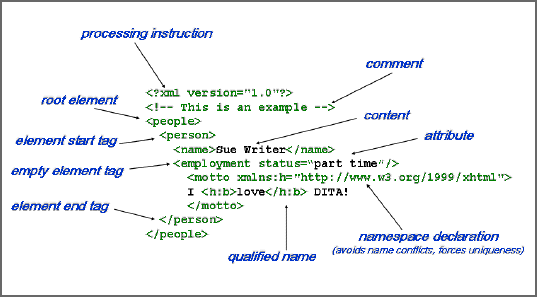 processing instruction
comment
<?xml version="1.0"?>
<!-- This is an example -->
root element
<people>
content
element start tag
<person>
attribute
<name>Sue Writer</name>
empty element tag
<employment status="part time"/>
<motto xmlns:h="http://www.w3.org/1999/xhtml">
I <h:b>love</h:b> DITA!
element end tag
</motto>
</person>
</people>
namespace declaration
(avoids name conflicts, forces uniqueness)
qualified name